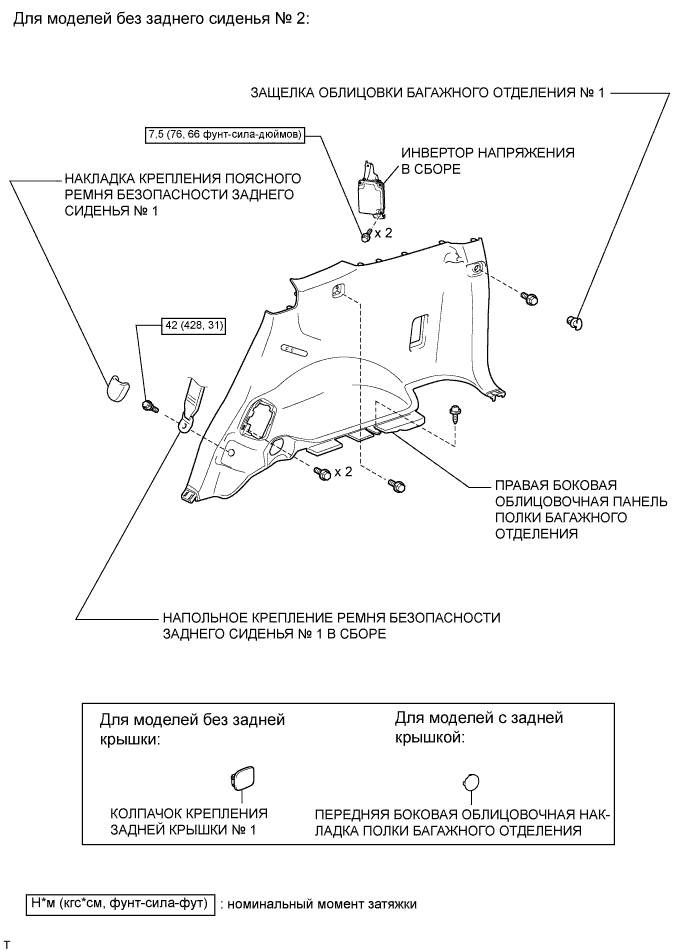 Для моделей без заднего сиденья № 2:
ЗАЩЕЛКА ОБЛИЦОВКИ БАГАЖНОГО ОТДЕЛЕНИЯ № 1
7,5 (76, 66 фунт-сила-дюймов)
ИНВЕРТОР НАПРЯЖЕНИЯ
В СБОРЕ
НАКЛАДКА КРЕПЛЕНИЯ ПОЯСНОГО
РЕМНЯ БЕЗОПАСНОСТИ ЗАДНЕГО
СИДЕНЬЯ № 1
x 2
42 (428, 31)
x 2
ПРАВАЯ БОКОВАЯ
ОБЛИЦОВОЧНАЯ ПАНЕЛЬ
ПОЛКИ БАГАЖНОГО
ОТДЕЛЕНИЯ
НАПОЛЬНОЕ КРЕПЛЕНИЕ РЕМНЯ БЕЗОПАСНОСТИ
ЗАДНЕГО СИДЕНЬЯ № 1 В СБОРЕ
Для моделей без задней
крышки:
Для моделей с задней
крышкой:
КОЛПАЧОК КРЕПЛЕНИЯ
ЗАДНЕЙ КРЫШКИ № 1
ПЕРЕДНЯЯ БОКОВАЯ ОБЛИЦОВОЧНАЯ НАК-
ЛАДКА ПОЛКИ БАГАЖНОГО ОТДЕЛЕНИЯ
Н*м (кгс*см, фунт-сила-фут) : номинальный момент затяжки
T